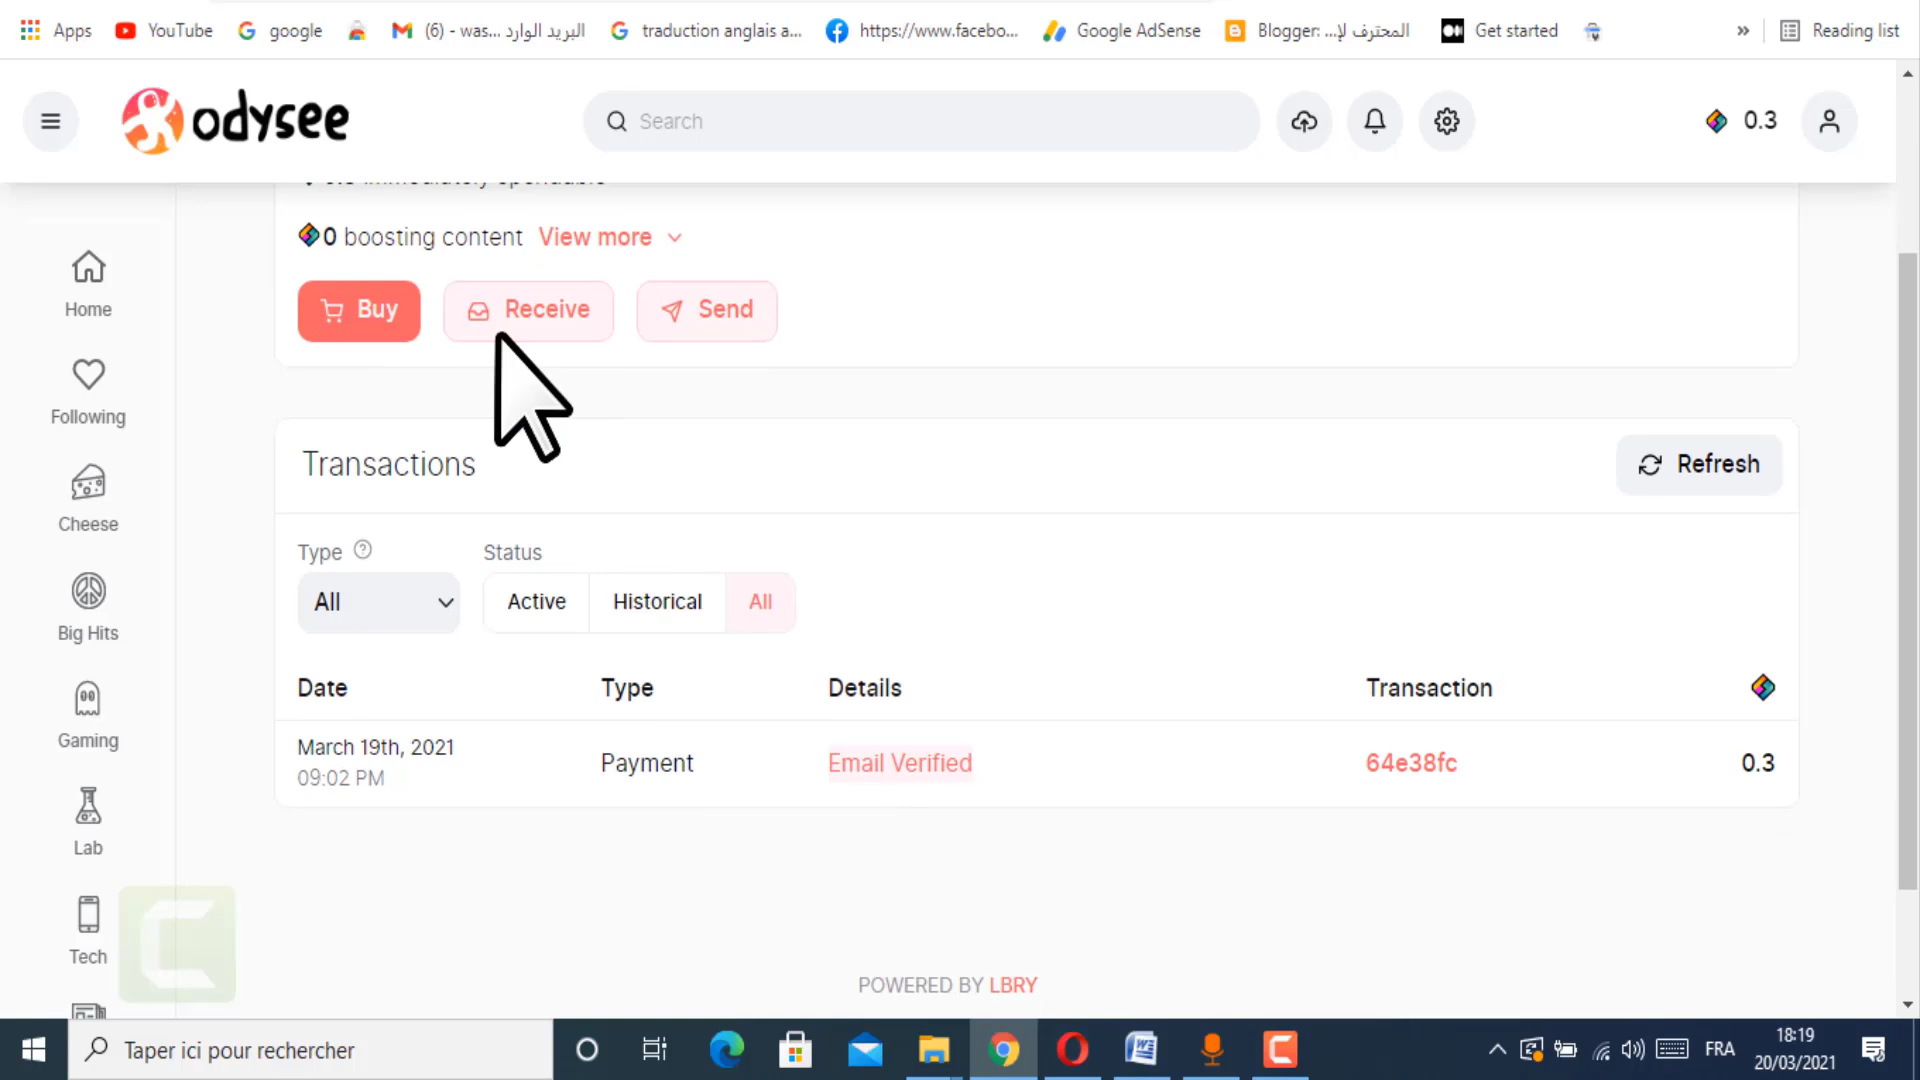 Apps YouTube google (6) - was... البريد الوارد traduction anglais a... https://www.facebo... Google AdSense Blogger: ...المحترف لإ Get started » Reading list
odysee Search 0.3
0 boosting content View more
Buy Receive Send
Home
Following
Cheese
Big Hits
Gaming
Lab
Tech
Transactions Refresh
Type Status
All Active Historical All
Date Type Details Transaction
March 19th, 2021 Payment Email Verified 64e38fc 0.3
09:02 PM
POWERED BY LBRY
Taper ici pour rechercher FRA 18:19
20/03/2021